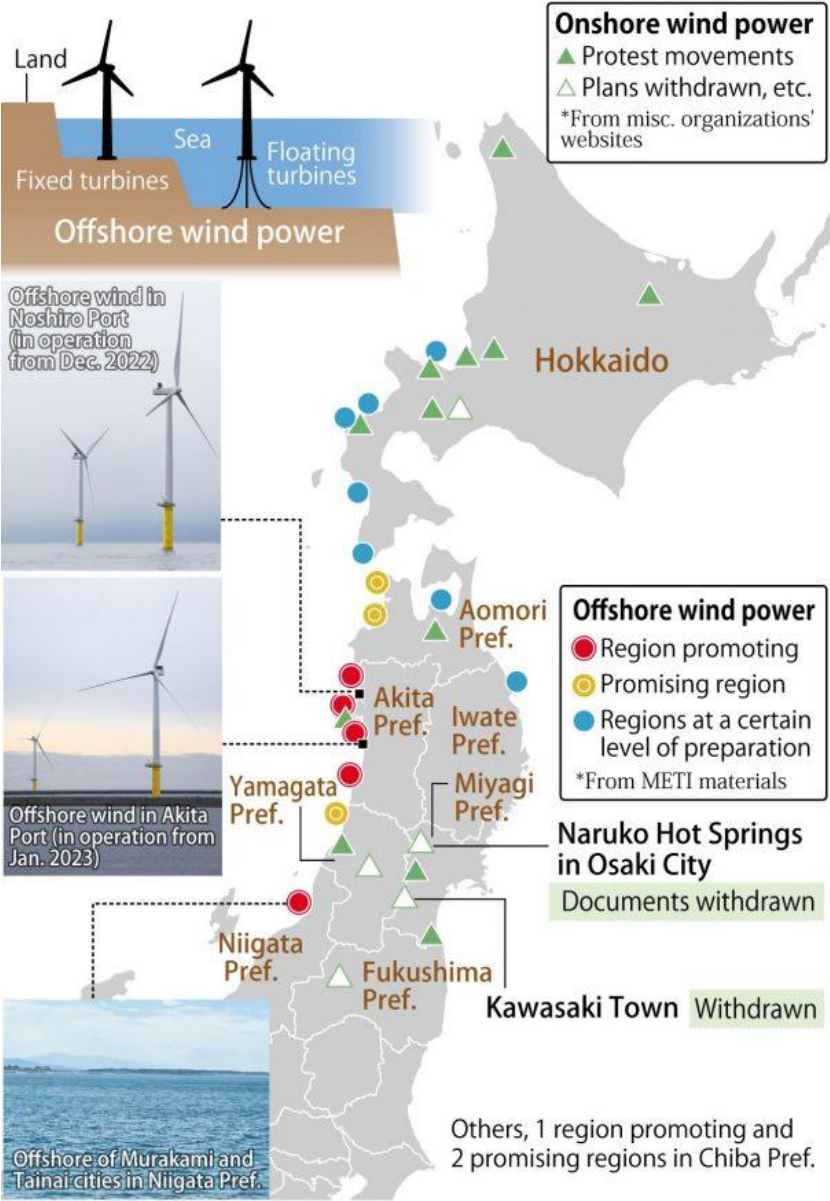 Onshore wind power
Protest movements
Plans withdrawn, etc.
*From misc. organizations'
websites
Land
Sea
Fixed turbines
Floating
turbines
Offshore wind power
Offshore wind in
Noshiro Port
(in operation
from Dec. 2022)
Hokkaido
Offshore wind in Akita
Port (in operation from
Jan. 2023)
Aomori
Pref.
Akita
Pref.
Iwate
Pref.
Yamagata
Pref.
Miyagi
Pref.
Offshore wind power
Region promoting
Promising region
Regions at a certain
level of preparation
*From METI materials
Naruko Hot Springs
in Osaki City
Documents withdrawn
Niigata
Pref.
Fukushima
Pref.
Kawasaki Town Withdrawn
Offshore of Murakami and
Tainai cities in Niigata Pref.
Others, 1 region promoting and
2 promising regions in Chiba Pref.